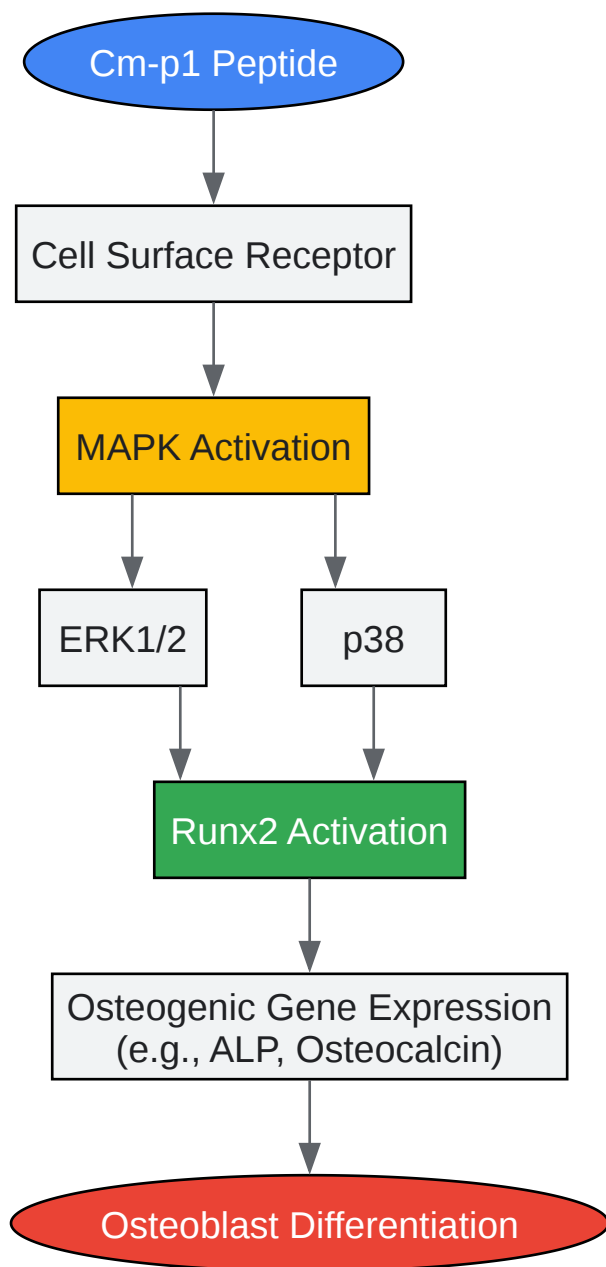 Cm-p1 Peptide
Cell Surface Receptor
MAPK Activation
ERK1/2
p38
Runx2 Activation
Osteogenic Gene Expression
(e.g., ALP, Osteocalcin)
Osteoblast Differentiation